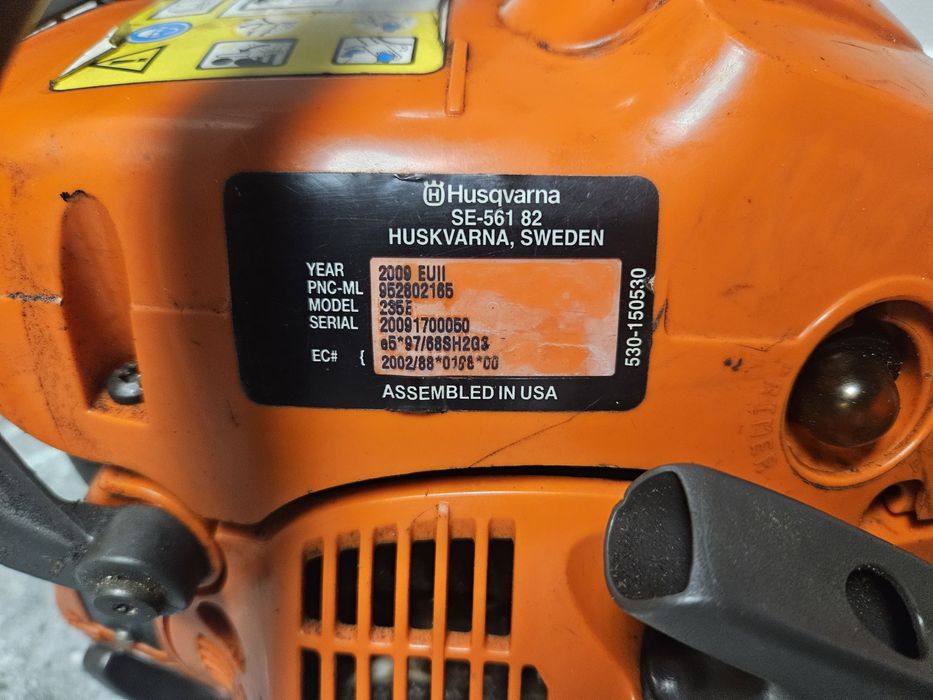 Husqvarna
SE-561 82
HUSKVARNA, SWEDEN
YEAR 2009 EUII
PNC-ML 952802165
MODEL 235E
SERIAL 20091700050
EC# { e5*97/68SH2G3
2002/88*0168*00
ASSEMBLED IN USA
530-150530